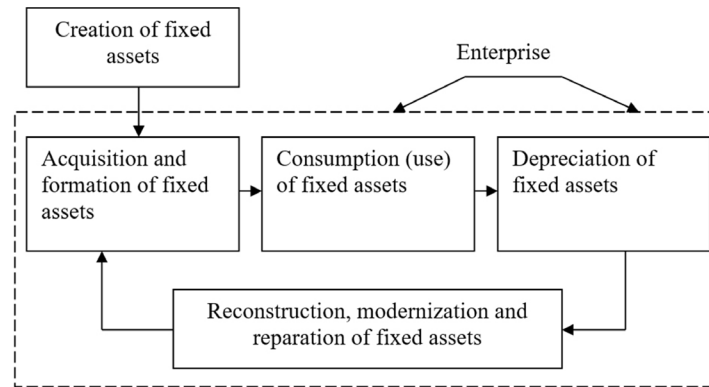 Creation of fixed
assets
Enterprise
Acquisition and
formation of fixed
assets
Consumption (use)
of fixed assets
Depreciation of
fixed assets
Reconstruction, modernization and
reparation of fixed assets